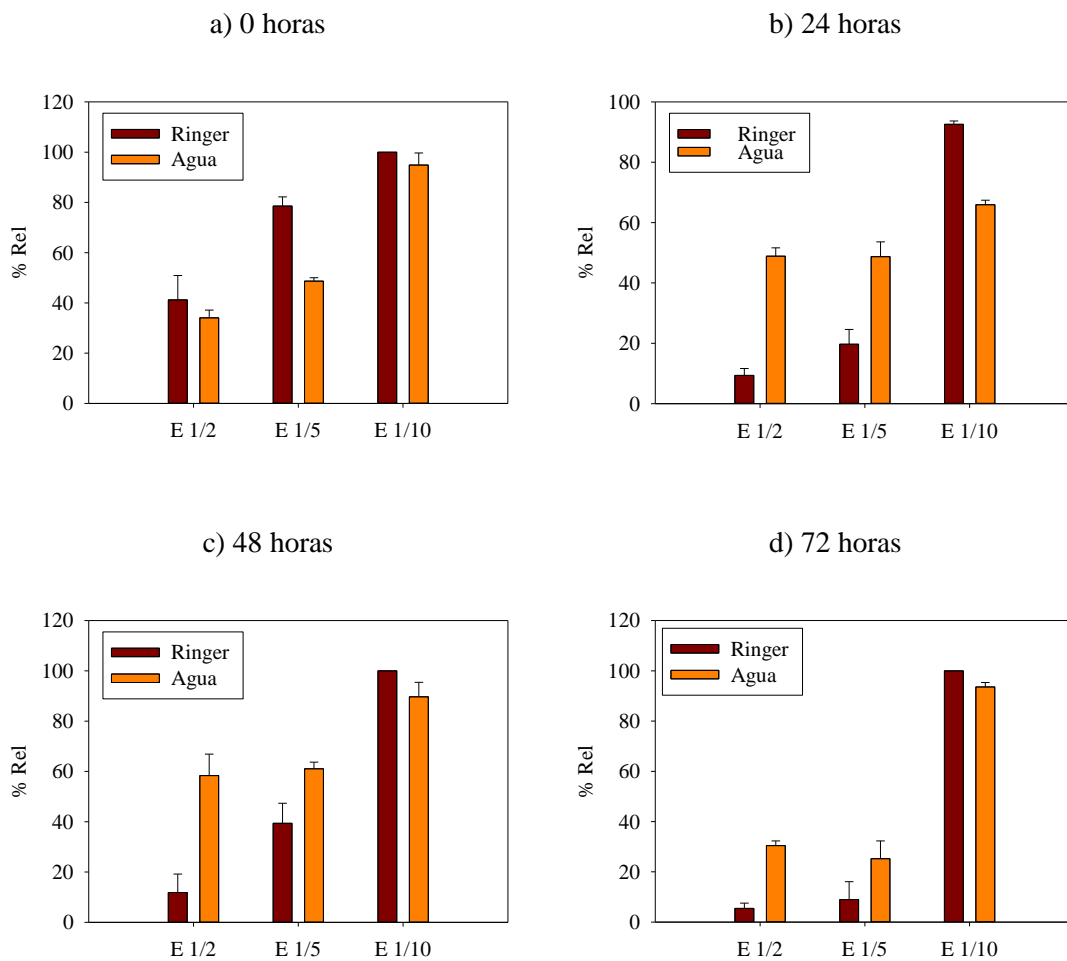 a) 0 horas
120
100
80
60
40
20
0
% Rel
Ringer
Agua
E 1/2 E 1/5 E 1/10
b) 24 horas
100
80
60
40
20
0
% Rel
Ringer
Agua
E 1/2 E 1/5 E 1/10
c) 48 horas
120
100
80
60
40
20
0
% Rel
Ringer
Agua
E 1/2 E 1/5 E 1/10
d) 72 horas
120
100
80
60
40
20
0
% Rel
Ringer
Agua
E 1/2 E 1/5 E 1/10